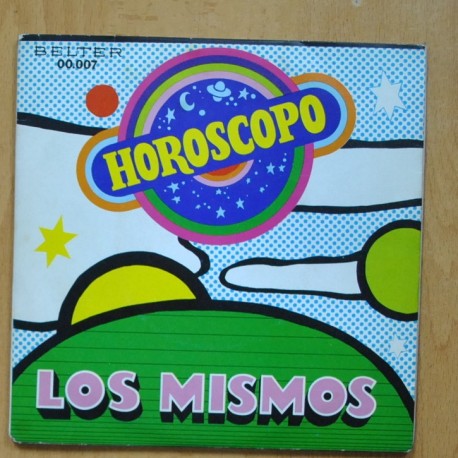 BELTER
00.007
HOROSCOPO
LOS MISMOS